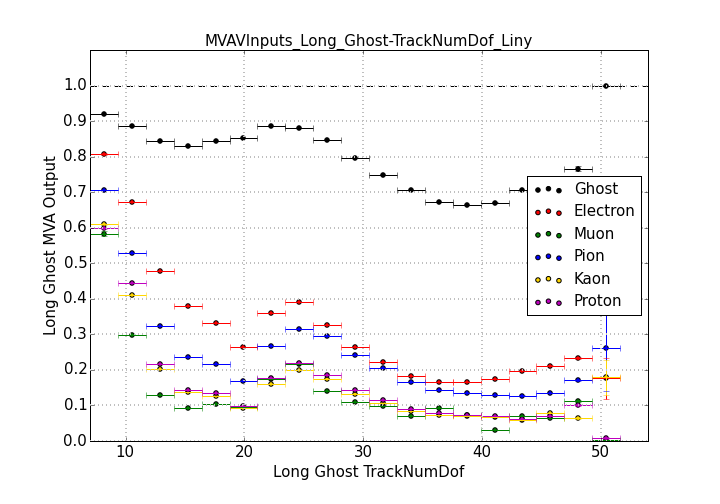 MVAVInputs_Long_Ghost-TrackNumDof_Liny
1.0
0.9
0.8
0.7
0.6
0.5
0.4
0.3
0.2
0.1
0.0
Long Ghost MVA Output
Ghost
Electron
Muon
Pion
Kaon
Proton
10
20
30
40
50
Long Ghost TrackNumDof